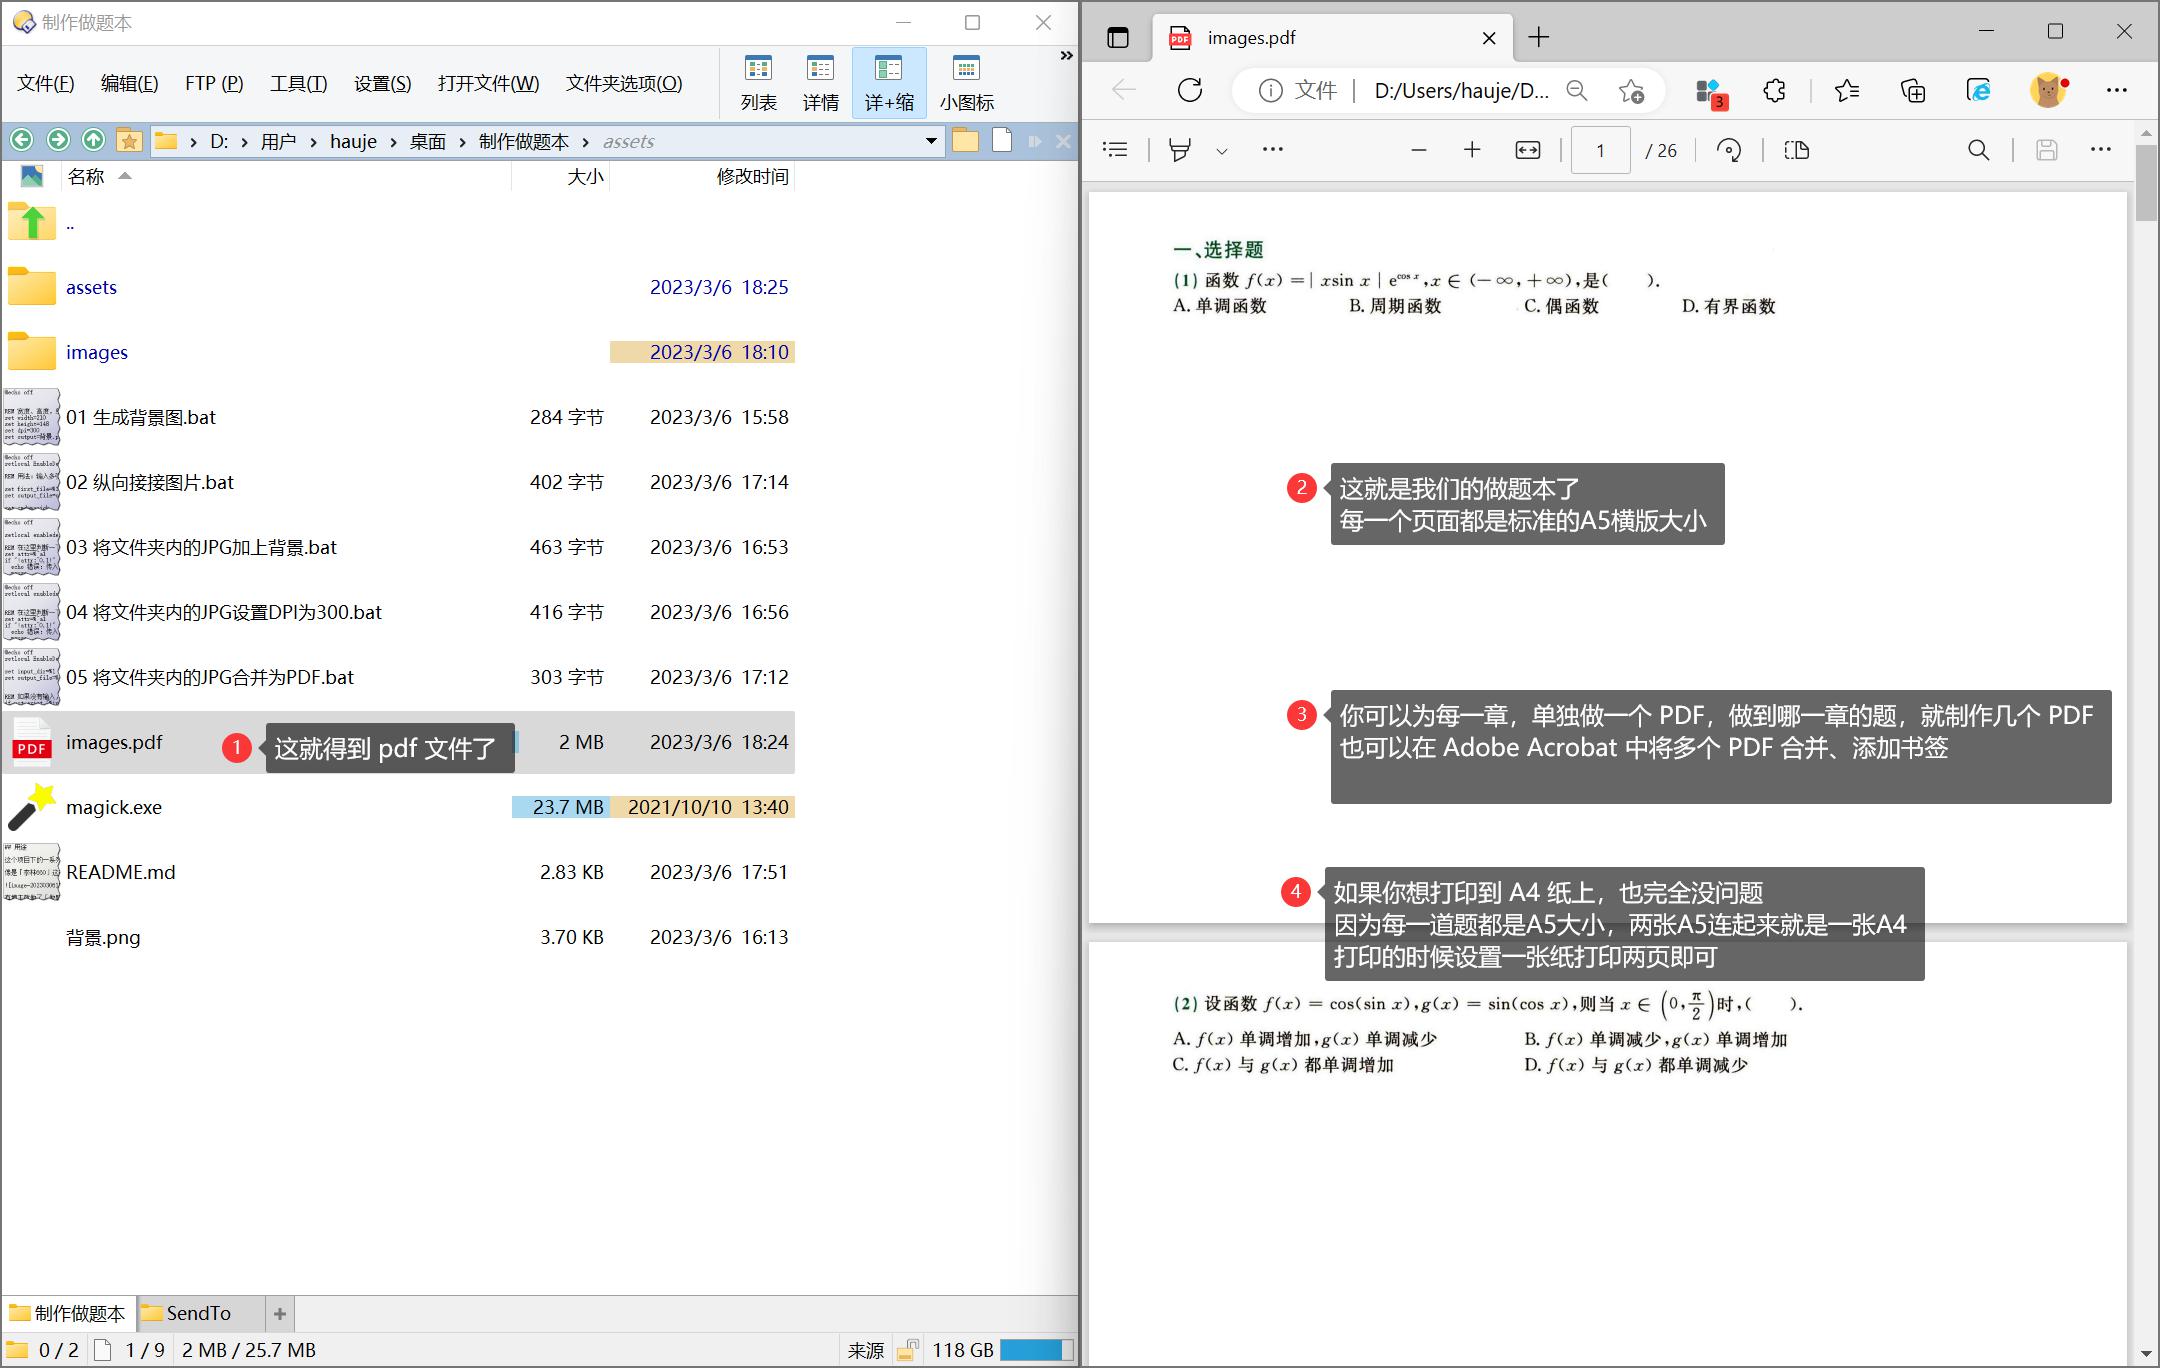 制作做题本
文件(F) 编辑(E) FTP (P) 工具(T) 设置(S) 打开文件(W) 文件夹选项(O)
列表 详情 详+缩 小图标
D: 用户 hauje 桌面 制作做题本 assets
名称 大小 修改时间
..
assets 2023/3/6 18:25
images 2023/3/6 18:10
01 生成背景图.bat 284 字节 2023/3/6 15:58
02 纵向接接图片.bat 402 字节 2023/3/6 17:14
03 将文件夹内的JPG加上背景.bat 463 字节 2023/3/6 16:53
04 将文件夹内的JPG设置DPI为300.bat 416 字节 2023/3/6 16:56
05 将文件夹内的JPG合并为PDF.bat 303 字节 2023/3/6 17:12
PDF images.pdf 2 MB 2023/3/6 18:24
1 这就得到 pdf 文件了
magick.exe 23.7 MB 2021/10/10 13:40
README.md 2.83 KB 2023/3/6 17:51
背景.png 3.70 KB 2023/3/6 16:13
制作做题本 SendTo
0 / 2 1 / 9 2 MB / 25.7 MB 来源 118 GB
PDF images.pdf
文件 D:/Users/hauje/D... 3
1 / 26
一、选择题
(1) 函数 f(x) =| xsin x | e^{cos x},x ∈ (-∞,+∞),是( ).
A. 单调函数 B. 周期函数 C. 偶函数 D. 有界函数
2 这就是我们的做题本了
每一个页面都是标准的A5横版大小
3 你可以为每一章，单独做一个 PDF，做到哪一章的题，就制作几个 PDF
也可以在 Adobe Acrobat 中将多个 PDF 合并、添加书签
4 如果你想打印到 A4 纸上，也完全没问题
因为每一道题都是A5大小，两张A5连起来就是一张A4
打印的时候设置一张纸打印两页即可
(2) 设函数 f(x) = cos(sin x),g(x) = sin(cos x),则当 x ∈ (0,π/2)时,( ).
A. f(x) 单调增加,g(x) 单调减少 B. f(x) 单调减少,g(x) 单调增加
C. f(x) 与 g(x) 都单调增加 D. f(x) 与 g(x) 都单调减少